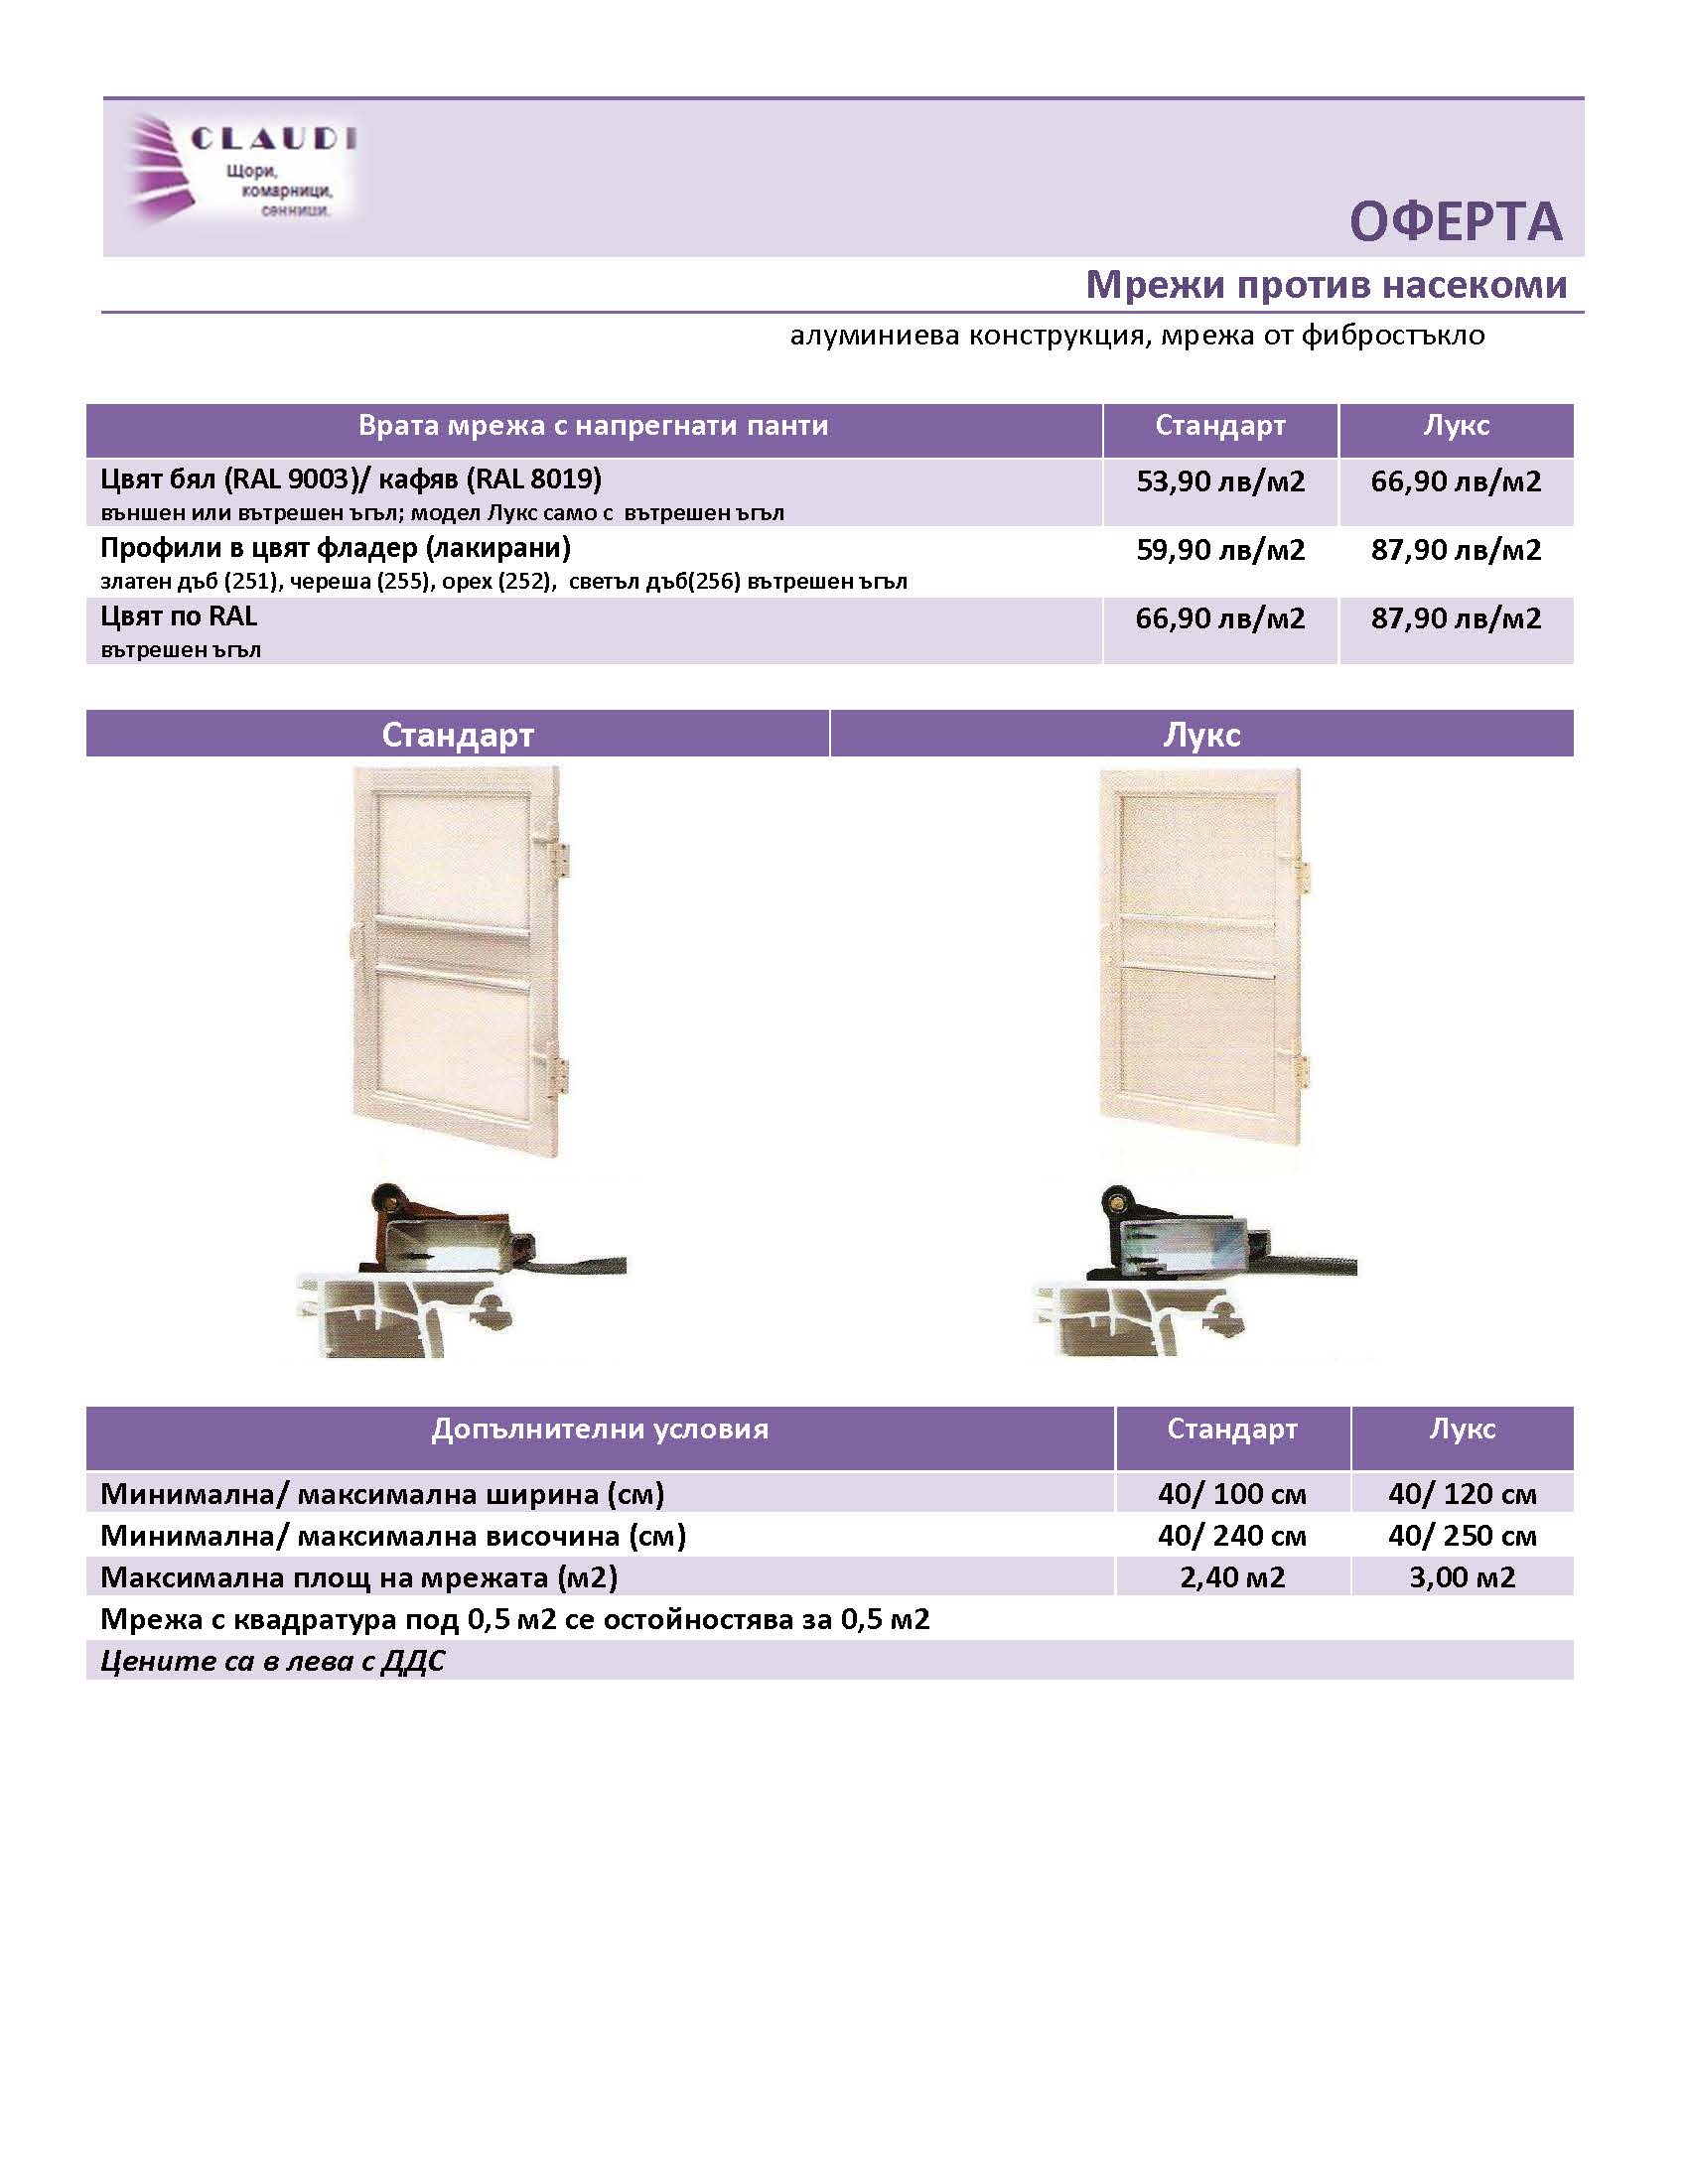 CLAUDI
Щори,
комарници,
сенници.
ОФЕРТА
Мрежи против насекоми
алуминиева конструкция, мрежа от фибростъкло
Врата мрежа с напрегнати панти Стандарт Лукс
Цвят бял (RAL 9003)/ кафяв (RAL 8019) 53,90 лв/м2 66,90 лв/м2
външен или вътрешен ъгъл; модел Лукс само с вътрешен ъгъл
Профили в цвят фладер (лакирани) 59,90 лв/м2 87,90 лв/м2
златен дъб (251), череша (255), орех (252), светъл дъб(256) вътрешен ъгъл
Цвят по RAL 66,90 лв/м2 87,90 лв/м2
вътрешен ъгъл
Стандарт Лукс
Допълнителни условия Стандарт Лукс
Минимална/ максимална ширина (см) 40/ 100 см 40/ 120 см
Минимална/ максимална височина (см) 40/ 240 см 40/ 250 см
Максимална площ на мрежата (м2) 2,40 м2 3,00 м2
Мрежа с квадратура под 0,5 м2 се остойностява за 0,5 м2
Цените са в лева с ДДС